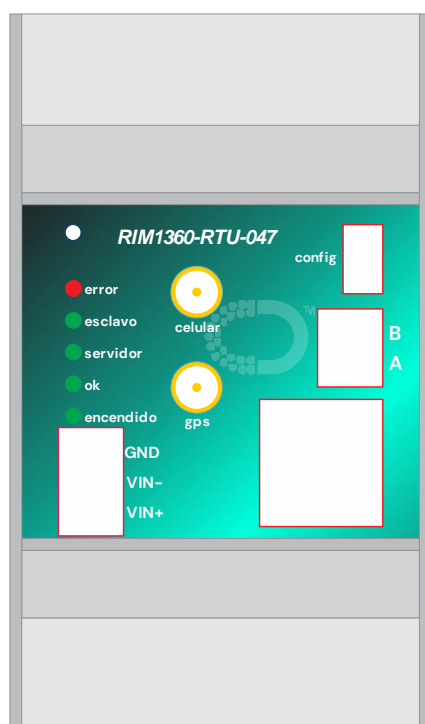 RIM1360-RTU-047
config
error
esclavo
servidor
ok
encendido
celular
gps
TM
B
A
GND
VIN-
VIN+